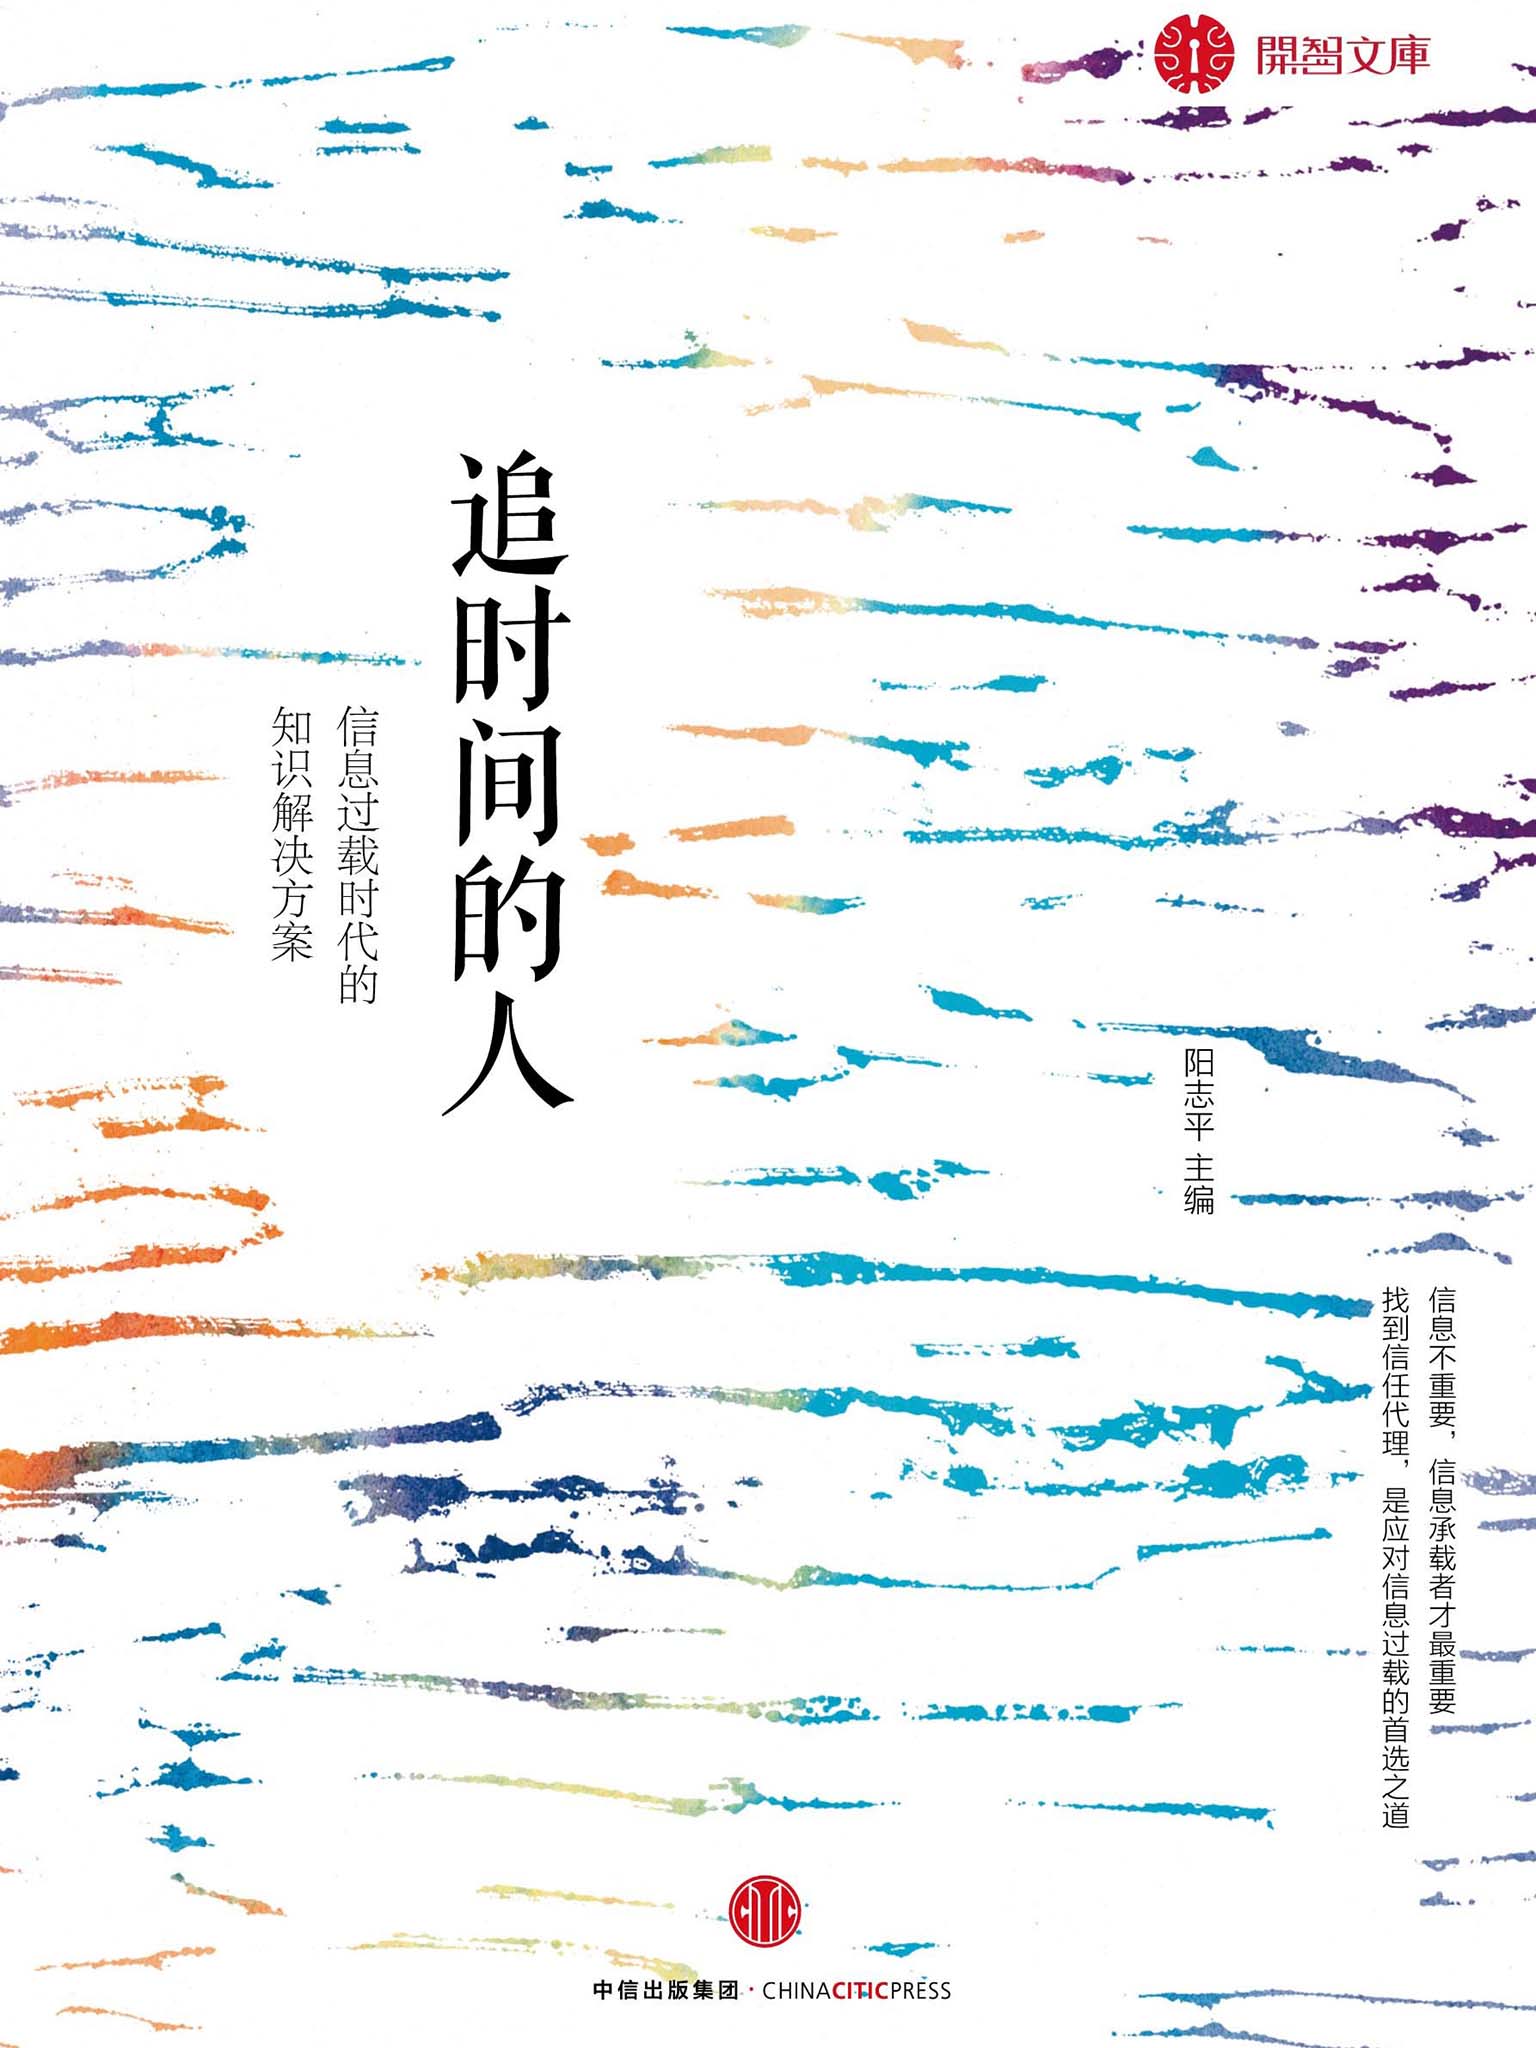 開智文庫
追时间的人
信息过载时代的
知识解决方案
阳志平 主编
信息不重要，信息承载者才最重要
找到信任代理，是应对信息过载的首选之道
中信出版集团·CHINACITICPRESS